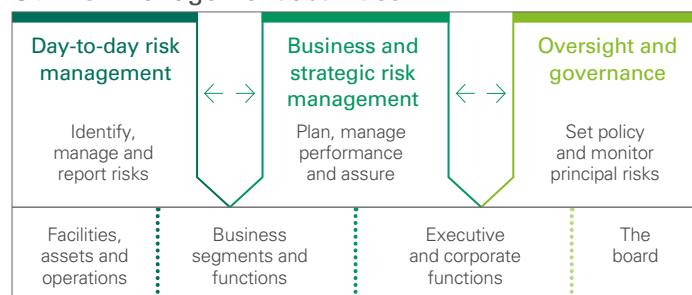 Day-to-day risk
management
Business and
strategic risk
management
Oversight and
governance
Identify,
manage and
report risks
Plan, manage
performance
and assure
Set policy
and monitor
principal risks
Facilities,
assets and
operations
Business
segments and
functions
Executive
and corporate
functions
The
board